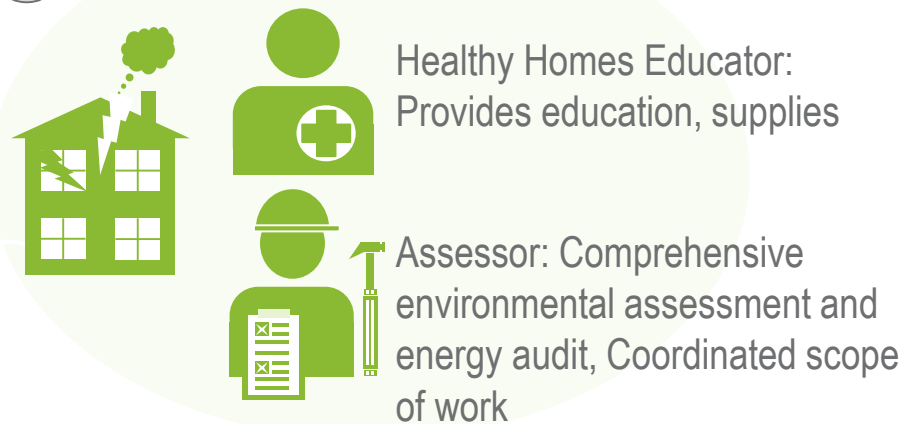 Healthy Homes Educator:
Provides education, supplies
Assessor: Comprehensive
environmental assessment and
energy audit, Coordinated scope
of work